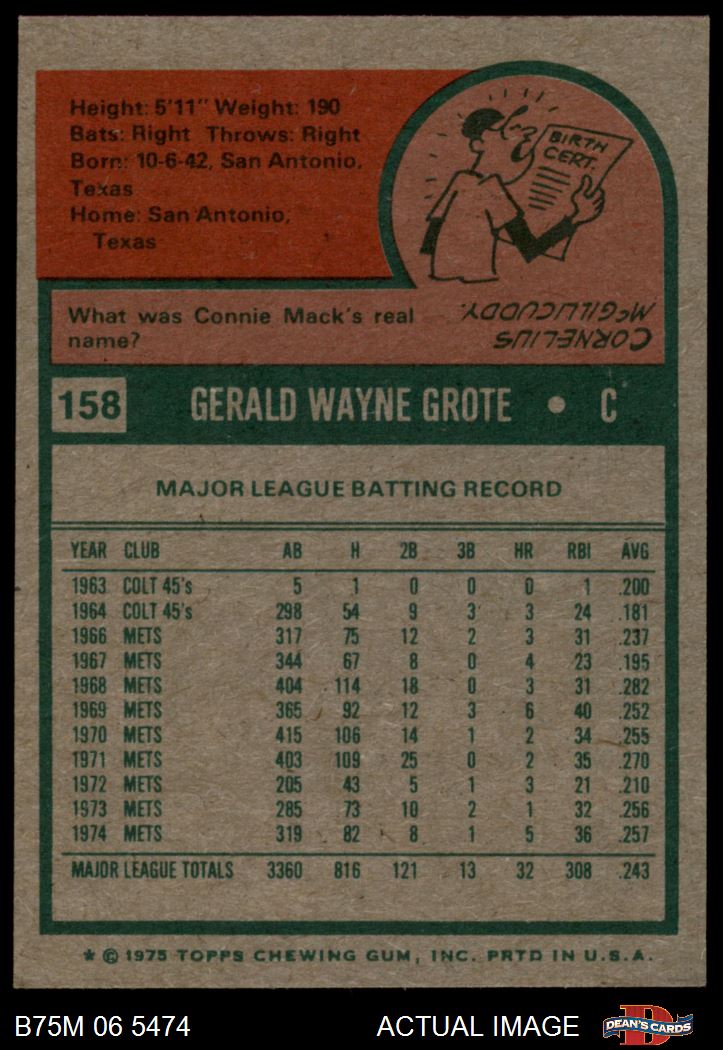 Height: 5'11" Weight: 190
Bats: Right Throws: Right
Born: 10-6-42, San Antonio,
Texas
Home: San Antonio,
Texas
BIRTH
CERT.
What was Connie Mack's real
name?
CORNELIUS
McGILLICUDDY.
158 GERALD WAYNE GROTE • C
MAJOR LEAGUE BATTING RECORD
YEAR CLUB AB H 2B 3B HR RBI AVG
1963 COLT 45's 5 1 0 0 0 1 .200
1964 COLT 45's 298 54 9 3 3 24 .181
1966 METS 317 75 12 2 3 31 .237
1967 METS 344 67 8 0 4 23 .195
1968 METS 404 114 18 0 3 31 .282
1969 METS 365 92 12 3 6 40 .252
1970 METS 415 106 14 1 2 34 .255
1971 METS 403 109 25 0 2 35 .270
1972 METS 205 43 5 1 3 21 .210
1973 METS 285 73 10 2 1 32 .256
1974 METS 319 82 8 1 5 36 .257
MAJOR LEAGUE TOTALS 3360 816 121 13 32 308 .243
* © 1975 TOPPS CHEWING GUM, INC. PRTD IN U.S.A.
B75M 06 5474 ACTUAL IMAGE D DEAN'S CARDS